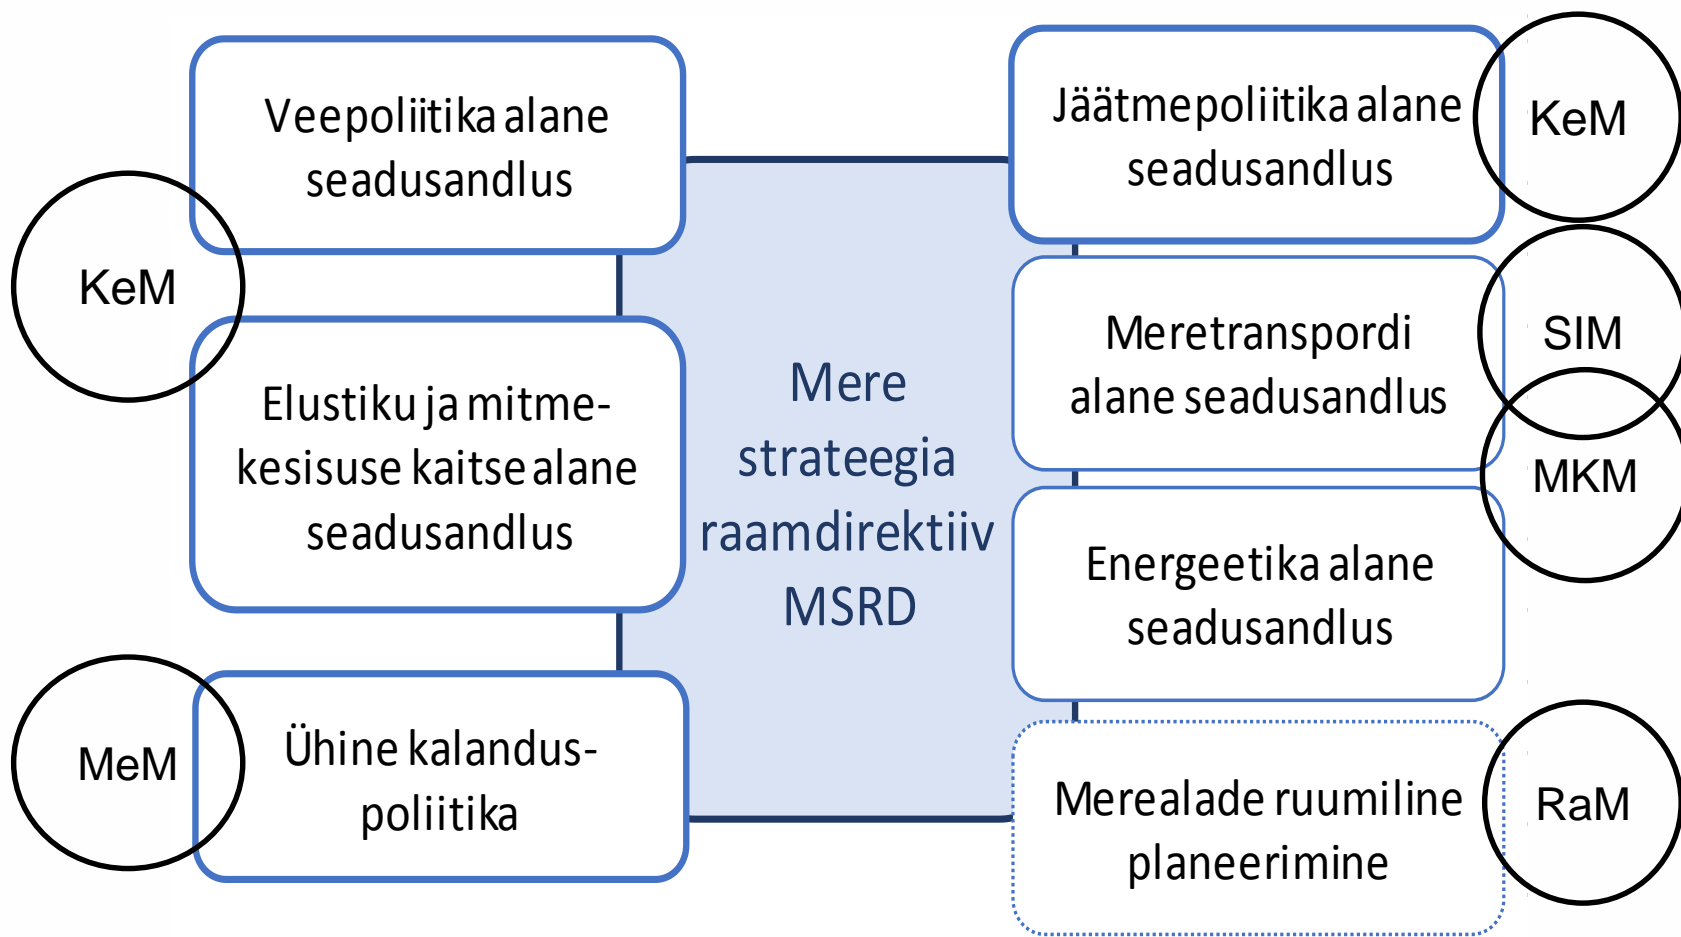 Veepoliitika alane
seadusandlus
KeM
Elustiku ja mitme-
kesisuse kaitse alane
seadusandlus
MeM
Ühine kalandus-
poliitika
Mere
strateegia
raamdirektiiv
MSRD
Jäätmepoliitika alane
seadusandlus
KeM
Meretranspordi
alane seadusandlus
SIM
MKM
Energeetika alane
seadusandlus
Merealade ruumiline
planeerimine
RaM